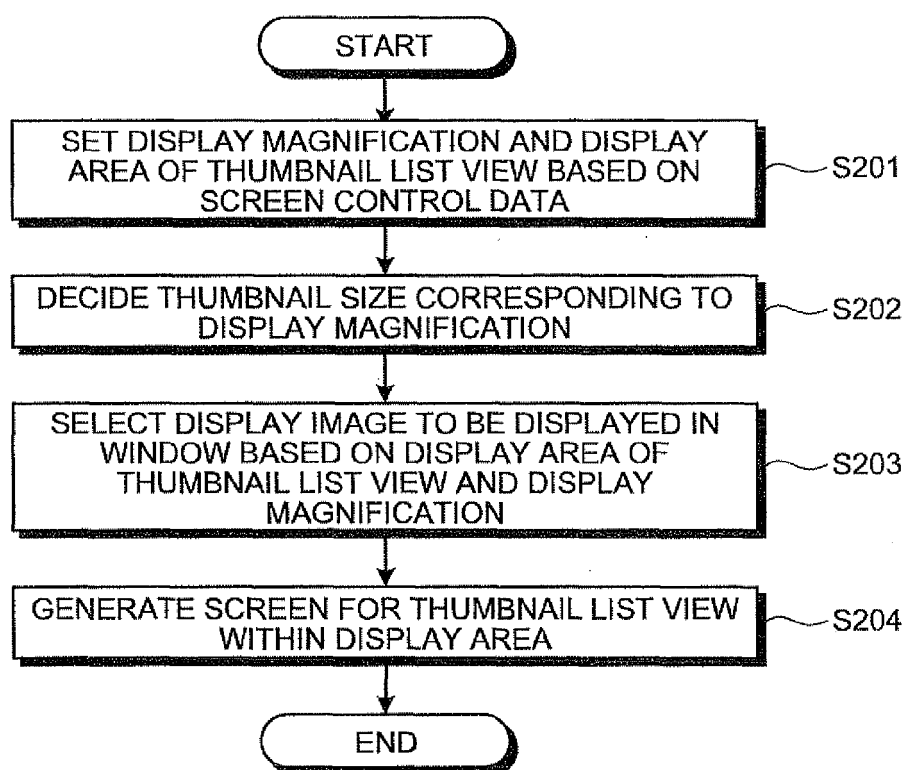 START
SET DISPLAY MAGNIFICATION AND DISPLAY
AREA OF THUMBNAIL LIST VIEW BASED ON
SCREEN CONTROL DATA
S201
DECIDE THUMBNAIL SIZE CORRESPONDING TO
DISPLAY MAGNIFICATION
S202
SELECT DISPLAY IMAGE TO BE DISPLAYED IN
WINDOW BASED ON DISPLAY AREA OF
THUMBNAIL LIST VIEW AND DISPLAY
MAGNIFICATION
S203
GENERATE SCREEN FOR THUMBNAIL LIST VIEW
WITHIN DISPLAY AREA
S204
END